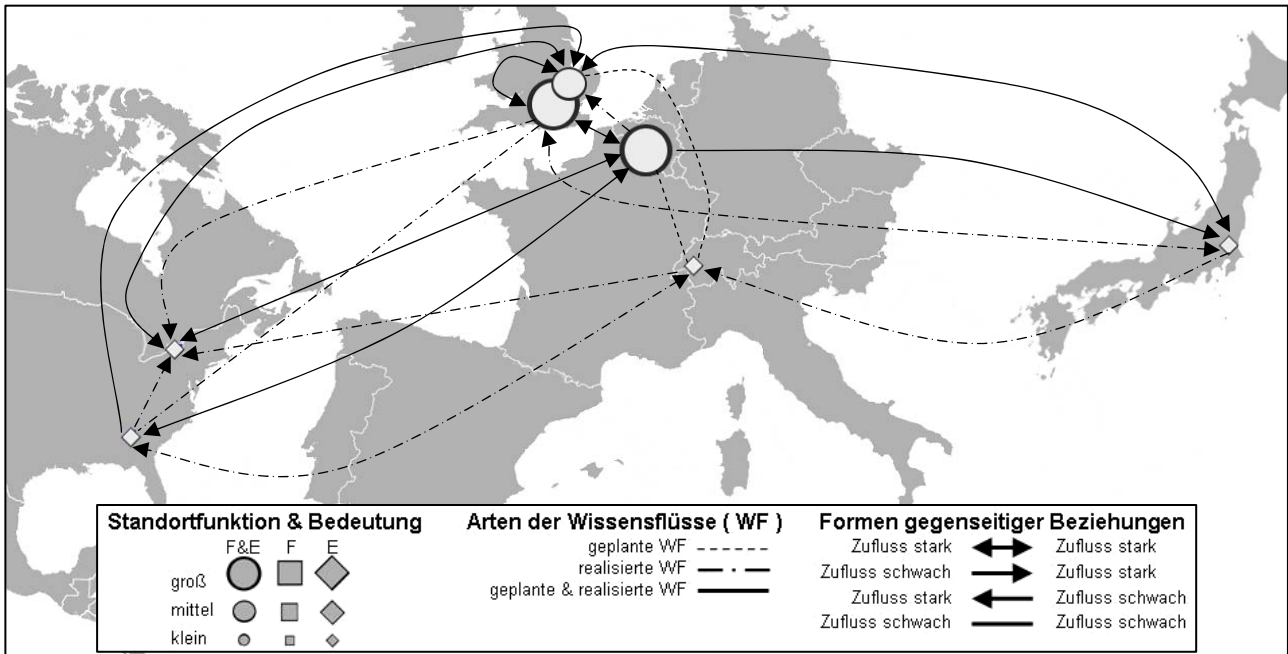 Standortfunktion & Bedeutung
F&E F E
groß
mittel
klein
Arten der Wissensflüsse ( WF )
geplante WF
realisierte WF
geplante & realisierte WF
Formen gegenseitiger Beziehungen
Zufluss stark Zufluss stark
Zufluss schwach Zufluss stark
Zufluss stark Zufluss schwach
Zufluss schwach Zufluss schwach